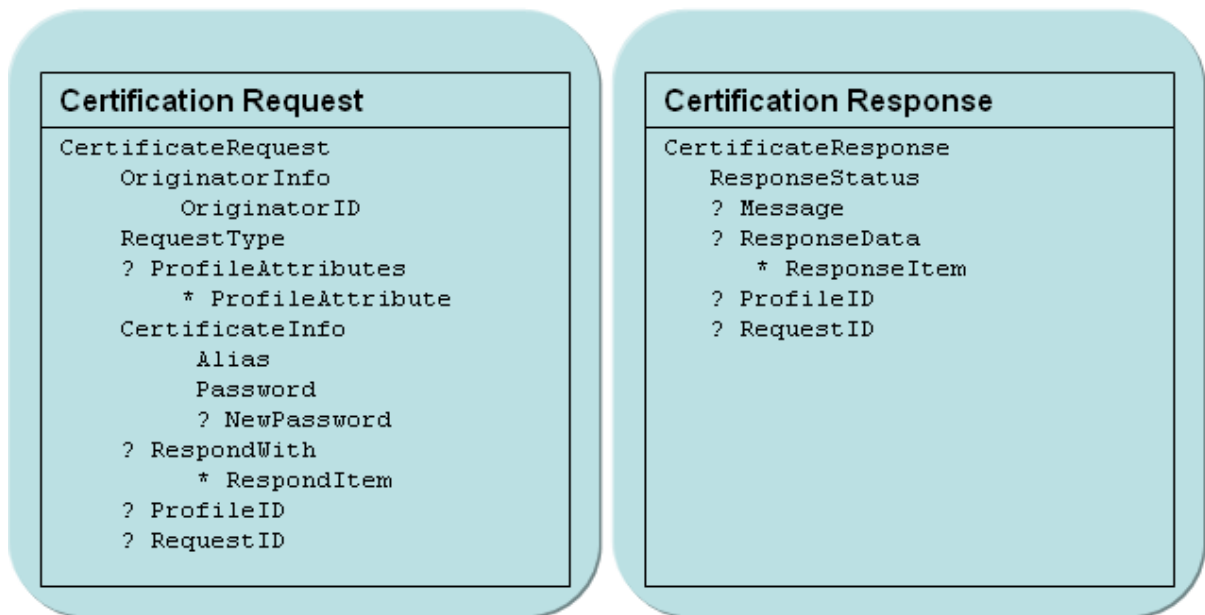 Certification Request
CertificateRequest
OriginatorInfo
OriginatorID
RequestType
? ProfileAttributes
* ProfileAttribute
CertificateInfo
Alias
Password
? NewPassword
? RespondWith
* RespondItem
? ProfileID
? RequestID
Certification Response
CertificateResponse
ResponseStatus
? Message
? ResponseData
* ResponseItem
? ProfileID
? RequestID